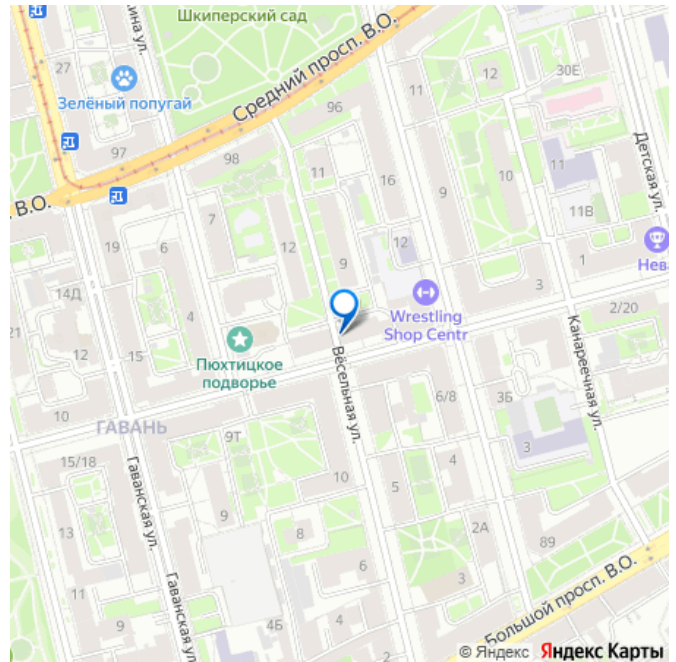 Шкиперский сад
ина ул.
27
Зелёный попугай
Средний просп. В.О.
96
11
12
30Е
Детская ул.
97
98
11
16
9
10
11
11В
. В.О.
7
12
12
9
19
6
14Д
4
Wrestling
Shop Centr
3
1
Нева
2/20
21
12
15
Пюхтицкое
подворье
Вёсельная ул.
Канареечная ул.
10
ГАВАНЬ
9Т
6/8
3Б
15/18
10
4
3
Гаванская ул.
5
13
9
8
2А
89
11
6
3
Гаванская ул.
9
4Б
2
Большой просп. В.О.
© Яндекс Яндекс Карты